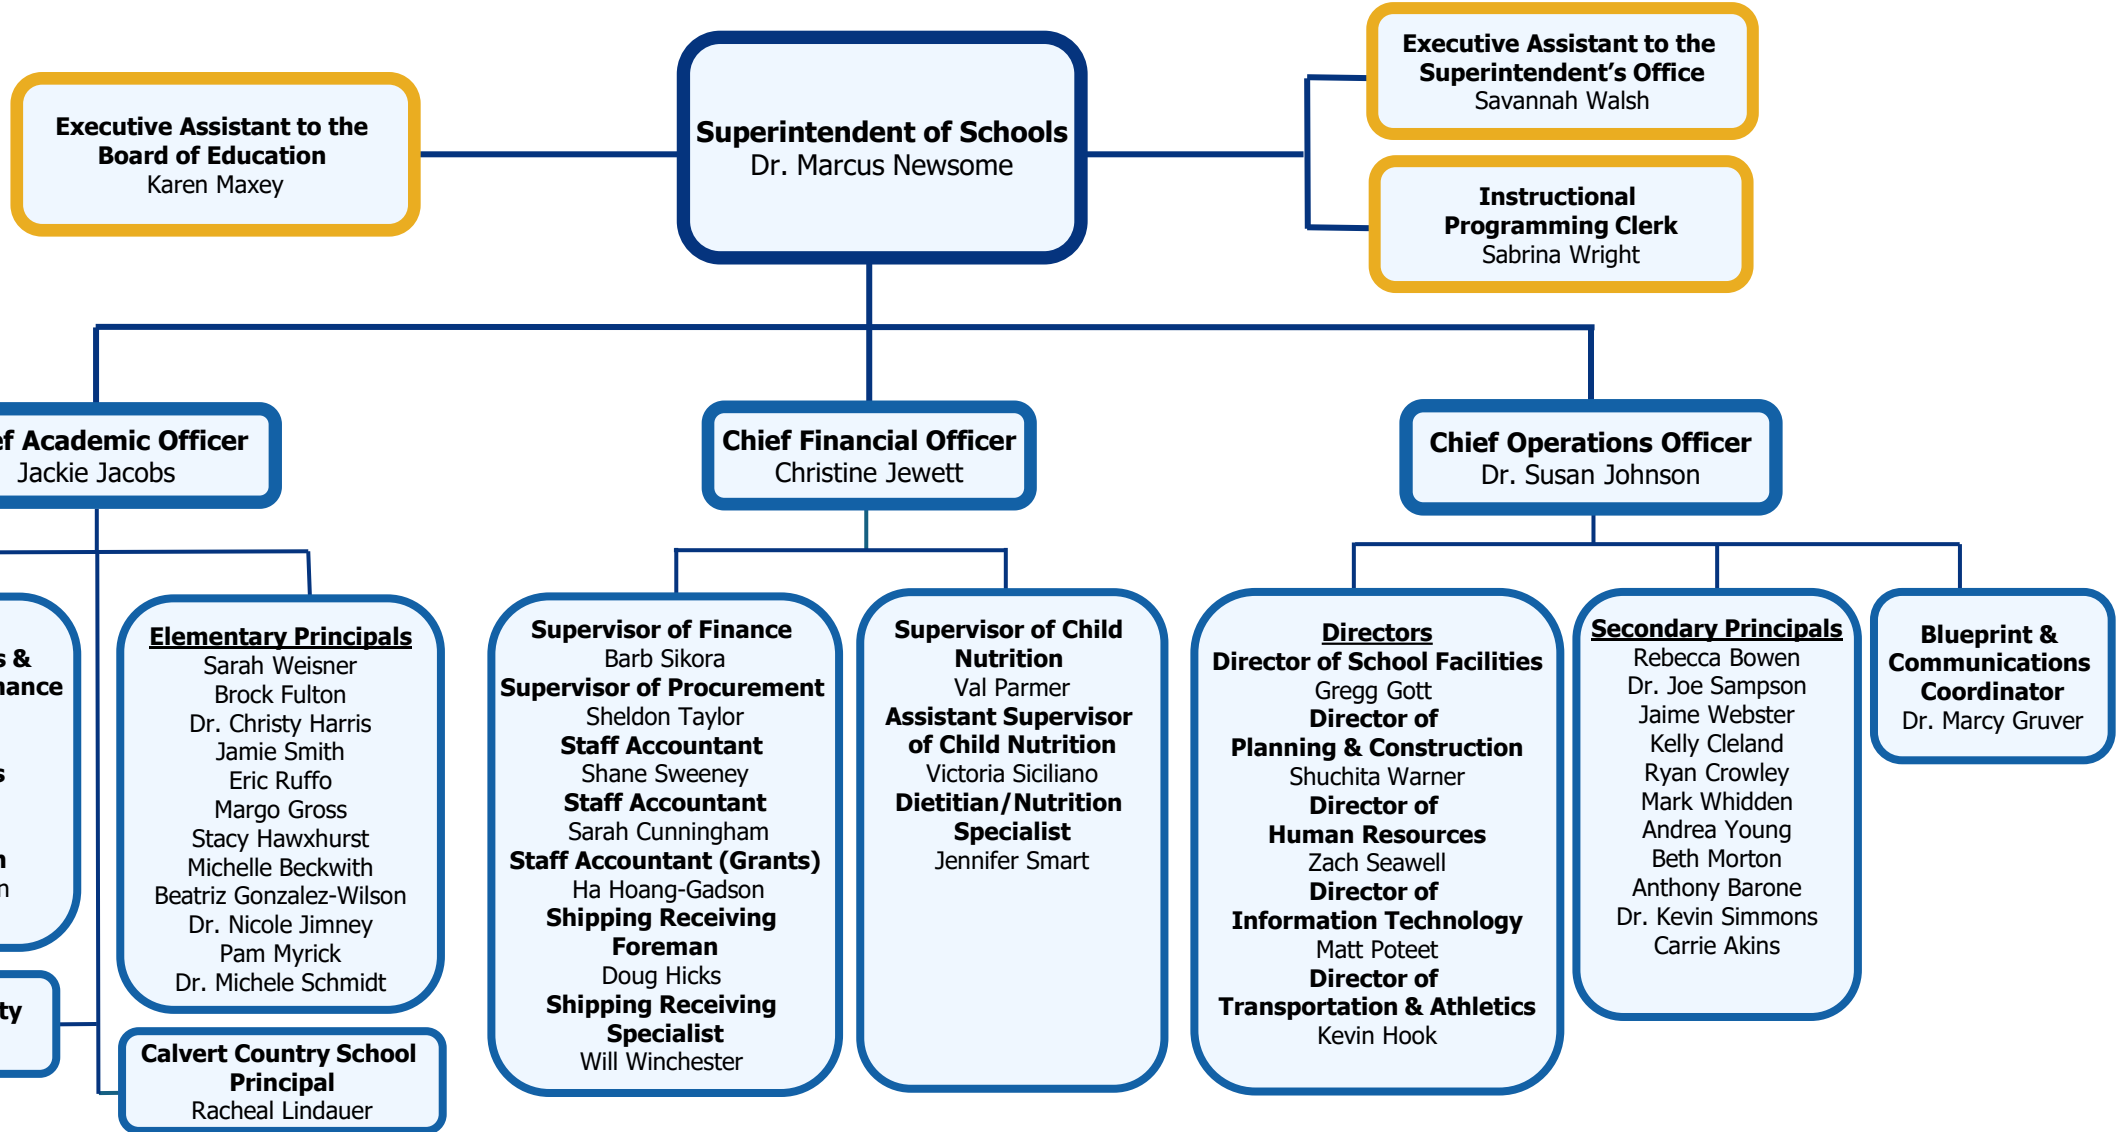 Executive Assistant to the
Board of Education
Karen Maxey
Superintendent of Schools
Dr. Marcus Newsome
Executive Assistant to the
Superintendent’s Office
Savannah Walsh
Instructional
Programming Clerk
Sabrina Wright
Academic Officer
Jackie Jacobs
Chief Financial Officer
Christine Jewett
Chief Operations Officer
Dr. Susan Johnson
&
Elementary Principals
Sarah Weisner
Brock Fulton
Dr. Christy Harris
Jamie Smith
Eric Ruffo
Margo Gross
Stacy Hawxhurst
Michelle Beckwith
Beatriz Gonzalez-Wilson
Dr. Nicole Jimney
Pam Myrick
Dr. Michele Schmidt
Calvert Country School
Principal
Racheal Lindauer
Supervisor of Finance
Barb Sikora
Supervisor of Procurement
Sheldon Taylor
Staff Accountant
Shane Sweeney
Staff Accountant
Sarah Cunningham
Staff Accountant (Grants)
Ha Hoang-Gadson
Shipping Receiving
Foreman
Doug Hicks
Shipping Receiving
Specialist
Will Winchester
Supervisor of Child
Nutrition
Val Parmer
Assistant Supervisor
of Child Nutrition
Victoria Siciliano
Dietitian/Nutrition
Specialist
Jennifer Smart
Directors
Director of School Facilities
Gregg Gott
Director of
Planning & Construction
Shuchita Warner
Director of
Human Resources
Zach Seawell
Director of
Information Technology
Matt Poteet
Director of
Transportation & Athletics
Kevin Hook
Secondary Principals
Rebecca Bowen
Dr. Joe Sampson
Jaime Webster
Kelly Cleland
Ryan Crowley
Mark Whidden
Andrea Young
Beth Morton
Anthony Barone
Dr. Kevin Simmons
Carrie Akins
Blueprint &
Communications
Coordinator
Dr. Marcy Gruver